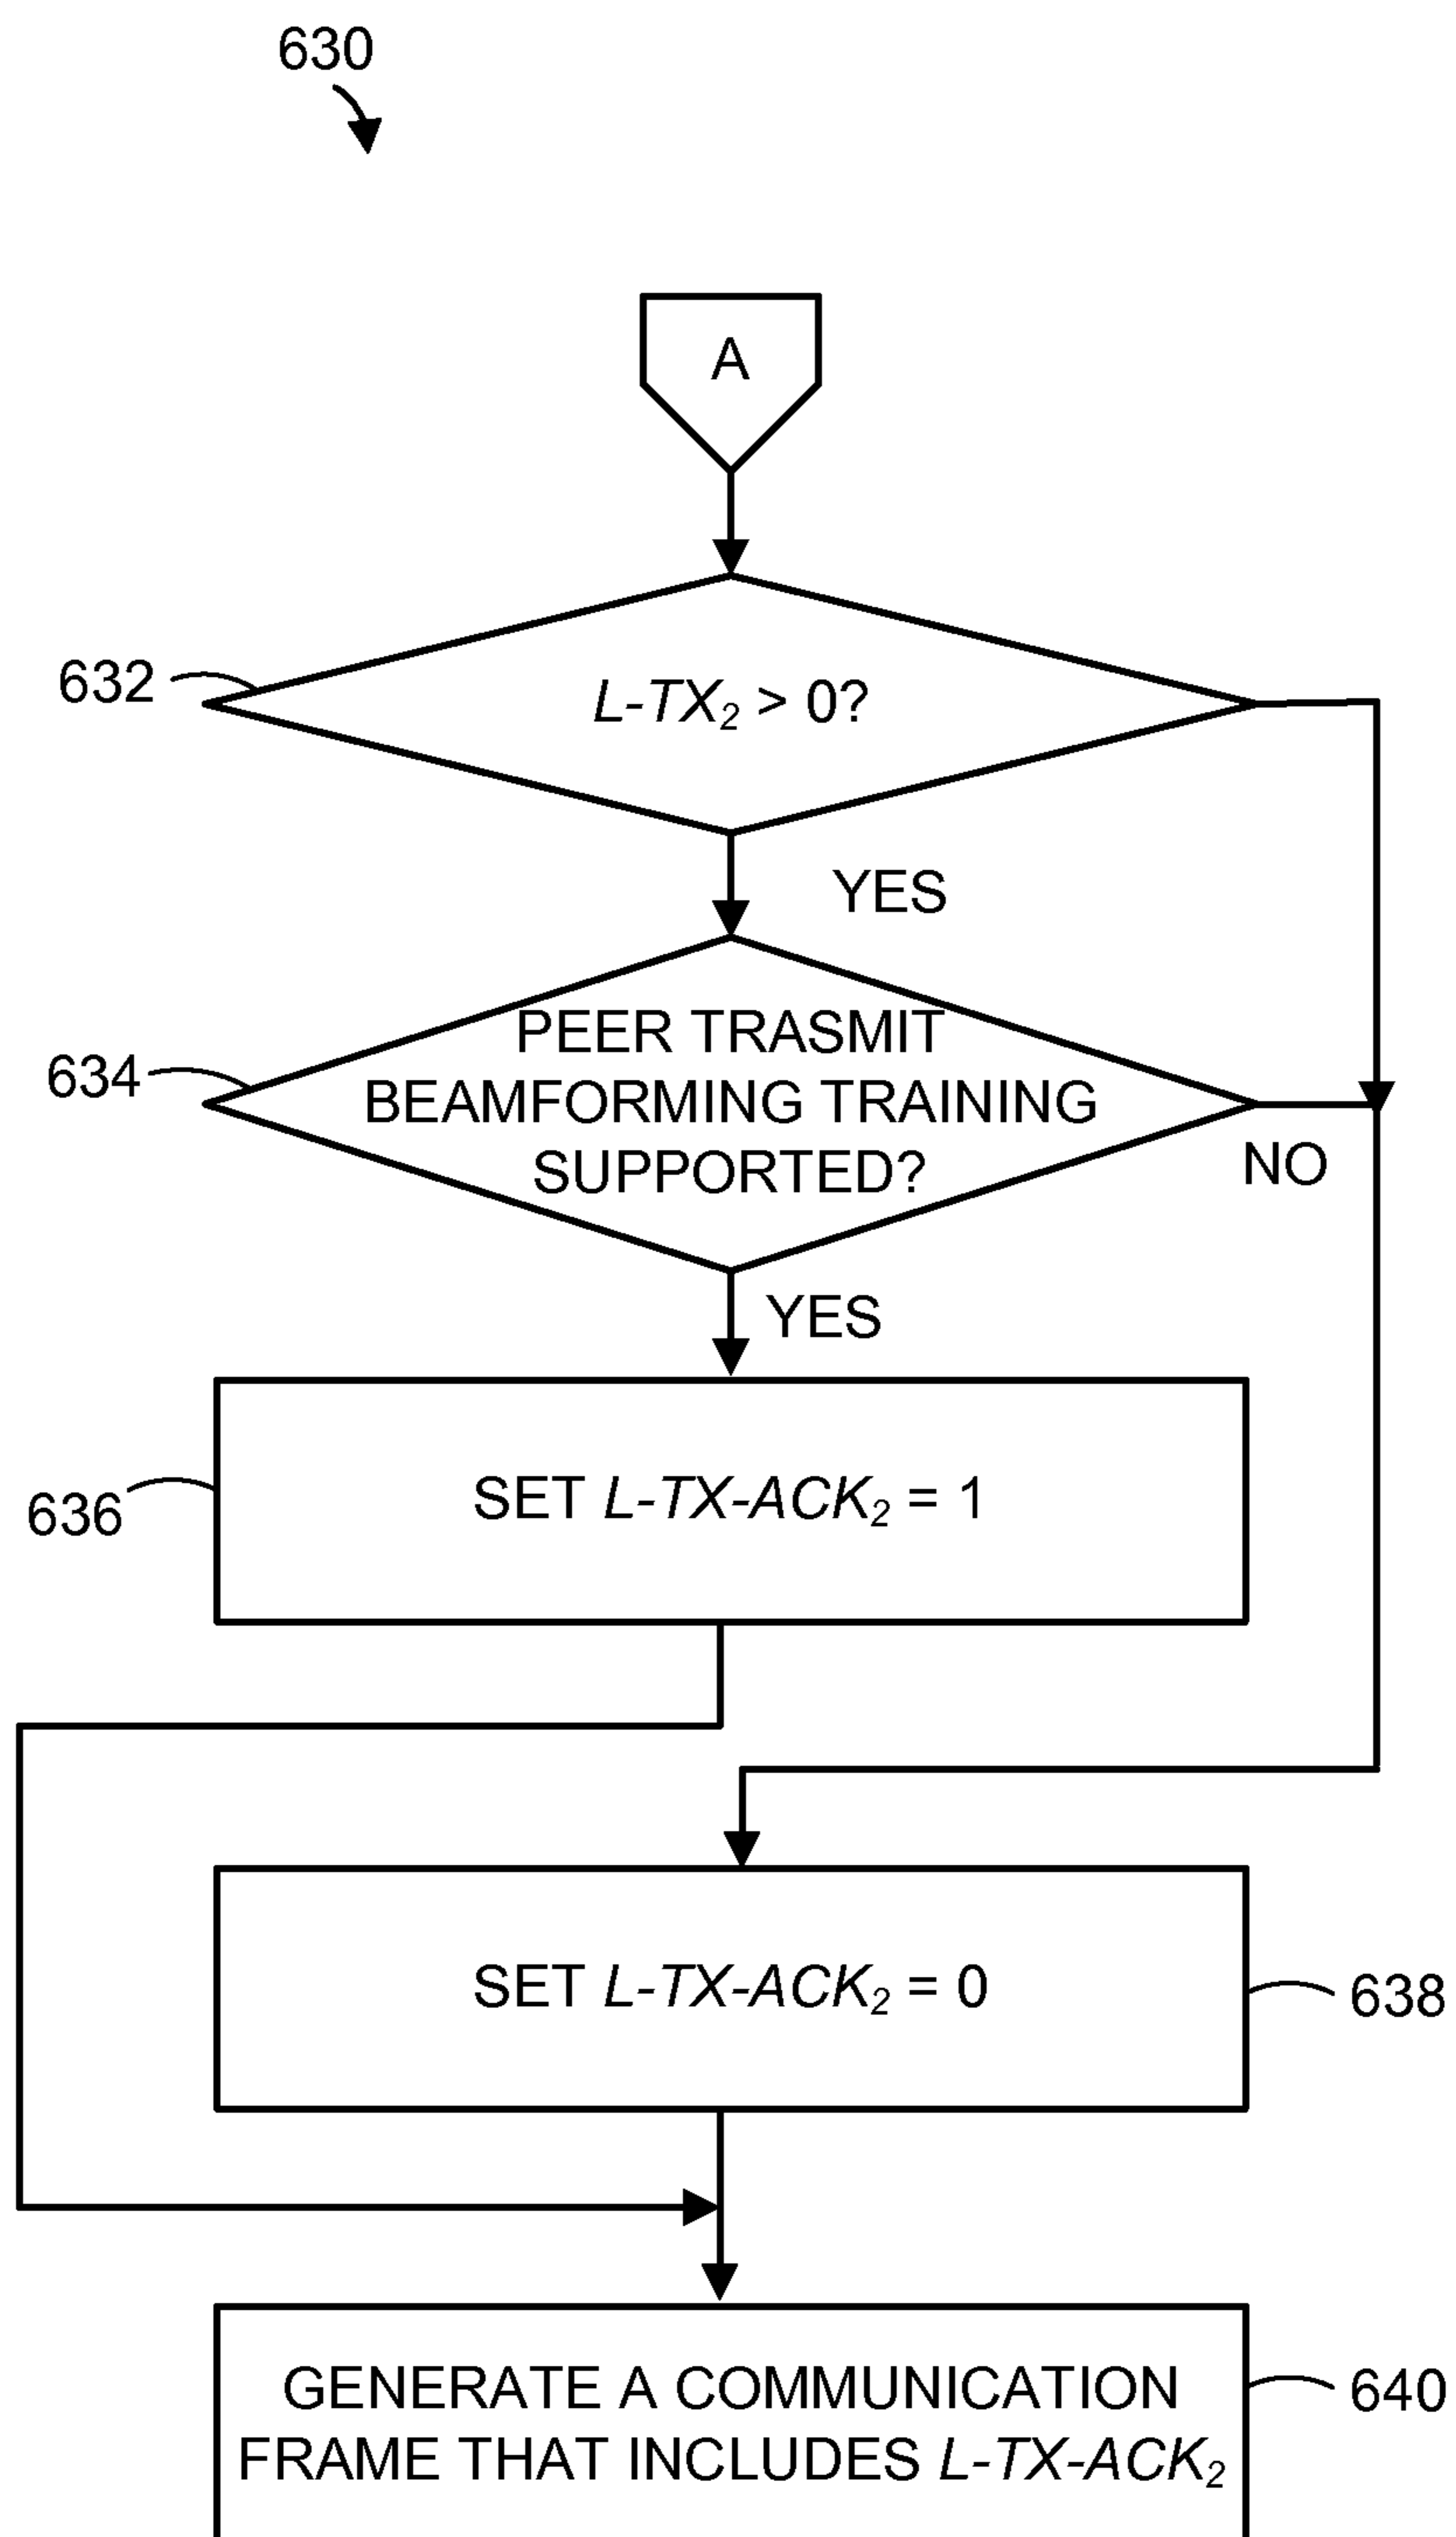 630
A
632
L-TX2 > 0?
YES
634
PEER TRASMIT
BEAMFORMING TRAINING
SUPPORTED?
NO
YES
636
SET L-TX-ACK2 = 1
SET L-TX-ACK2 = 0
638
GENERATE A COMMUNICATION
FRAME THAT INCLUDES L-TX-ACK2
640